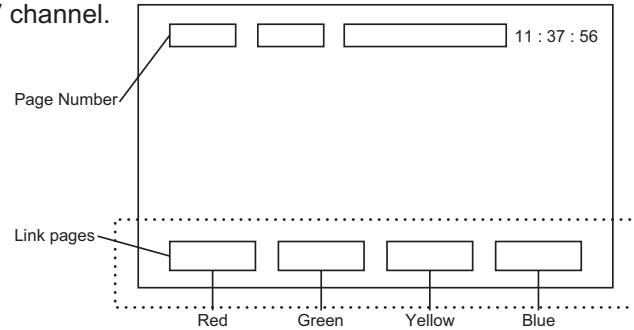 channel.
11 : 37 : 56
Page Number
Link pages
Red Green Yellow Blue